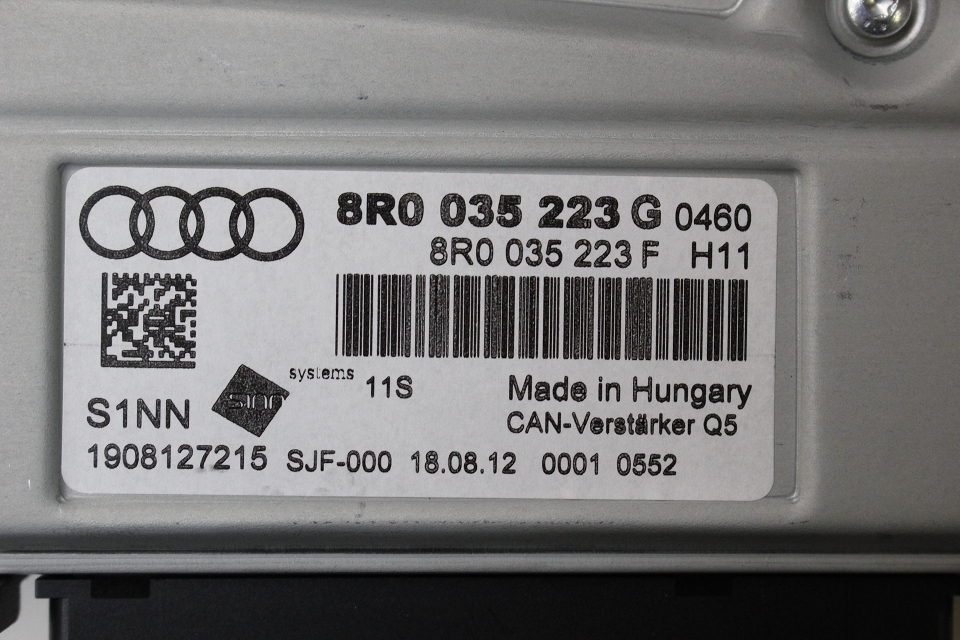 8R0 035 223 G 0460
8R0 035 223 F H11
systems 11S Made in Hungary
S1NN sinn CAN-Verstärker Q5
1908127215 SJF-000 18.08.12 0001 0552